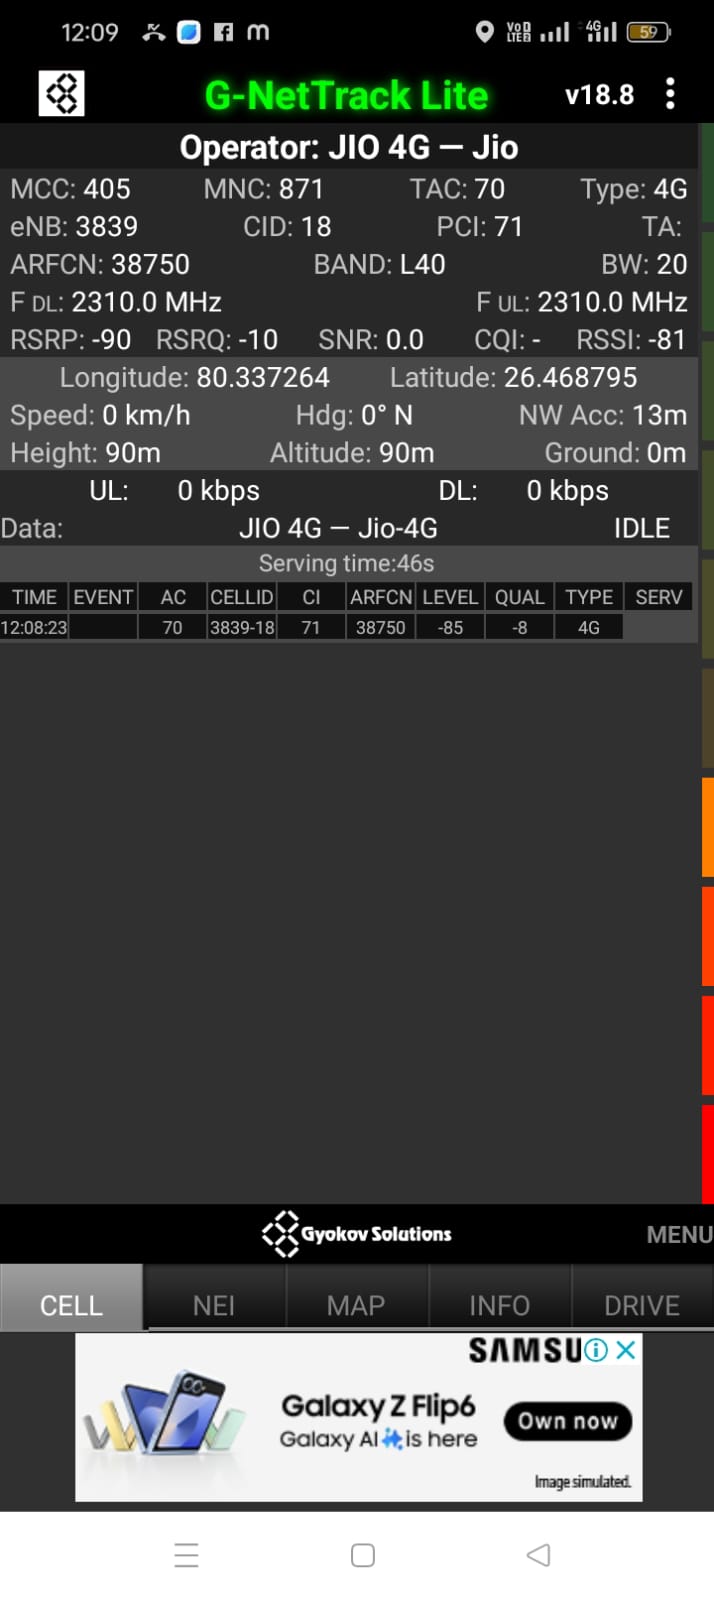 12:09 m Vo LTE 2 4G 59
G-NetTrack Lite v18.8
Operator: JIO 4G — Jio
MCC: 405 MNC: 871 TAC: 70 Type: 4G
eNB: 3839 CID: 18 PCI: 71 TA:
ARFCN: 38750 BAND: L40 BW: 20
F DL: 2310.0 MHz F UL: 2310.0 MHz
RSRP: -90 RSRQ: -10 SNR: 0.0 CQI: - RSSI: -81
Longitude: 80.337264 Latitude: 26.468795
Speed: 0 km/h Hdg: 0° N NW Acc: 13m
Height: 90m Altitude: 90m Ground: 0m
UL: 0 kbps DL: 0 kbps
Data: JIO 4G — Jio-4G IDLE
Serving time:46s
TIME EVENT AC CELLID CI ARFCN LEVEL QUAL TYPE SERV
12:08:23 70 3839-18 71 38750 -85 -8 4G
Gyokov Solutions MENU
CELL NEI MAP INFO DRIVE
SAMSU
Galaxy Z Flip6
Galaxy AI is here
Own now
Image simulated.